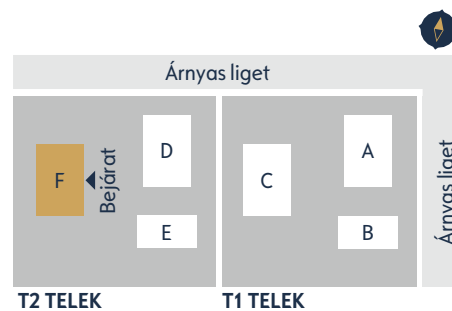 Árnyas liget
D
A
F
Bejárat
C
E
B
Árnyas liget
T2 TELEK
T1 TELEK